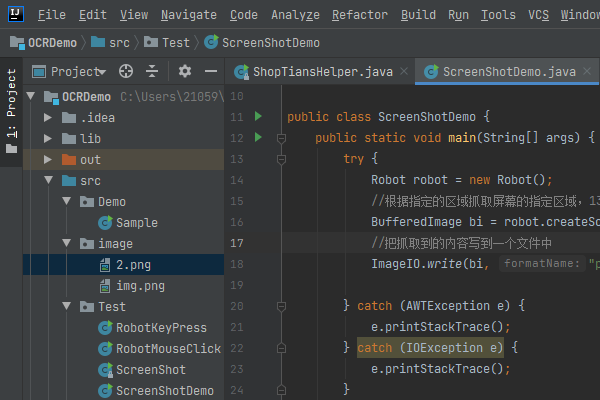 File Edit View Navigate Code Analyze Refactor Build Run Tools VCS Window
OCRDemo src Test ScreenShotDemo
1: Project
Project
ShopTiansHelper.java ScreenShotDemo.java
OCRDemo C:\Users\21059\
.idea
lib
out
src
Demo
Sample
image
2.png
img.png
Test
RobotKeyPress
RobotMouseClick
ScreenShot
ScreenShotDemo
10
11 public class ScreenShotDemo {
12 public static void main(String[] args) {
13 try {
14 Robot robot = new Robot();
15 //根据指定的区域抓取屏幕的指定区域，13
16 BufferedImage bi = robot.createSc
17 //把抓取到的内容写到一个文件中
18 ImageIO.write(bi, formatName: "p
19
20 } catch (AWTException e) {
21 e.printStackTrace();
22 } catch (IOException e) {
23 e.printStackTrace();
24 }